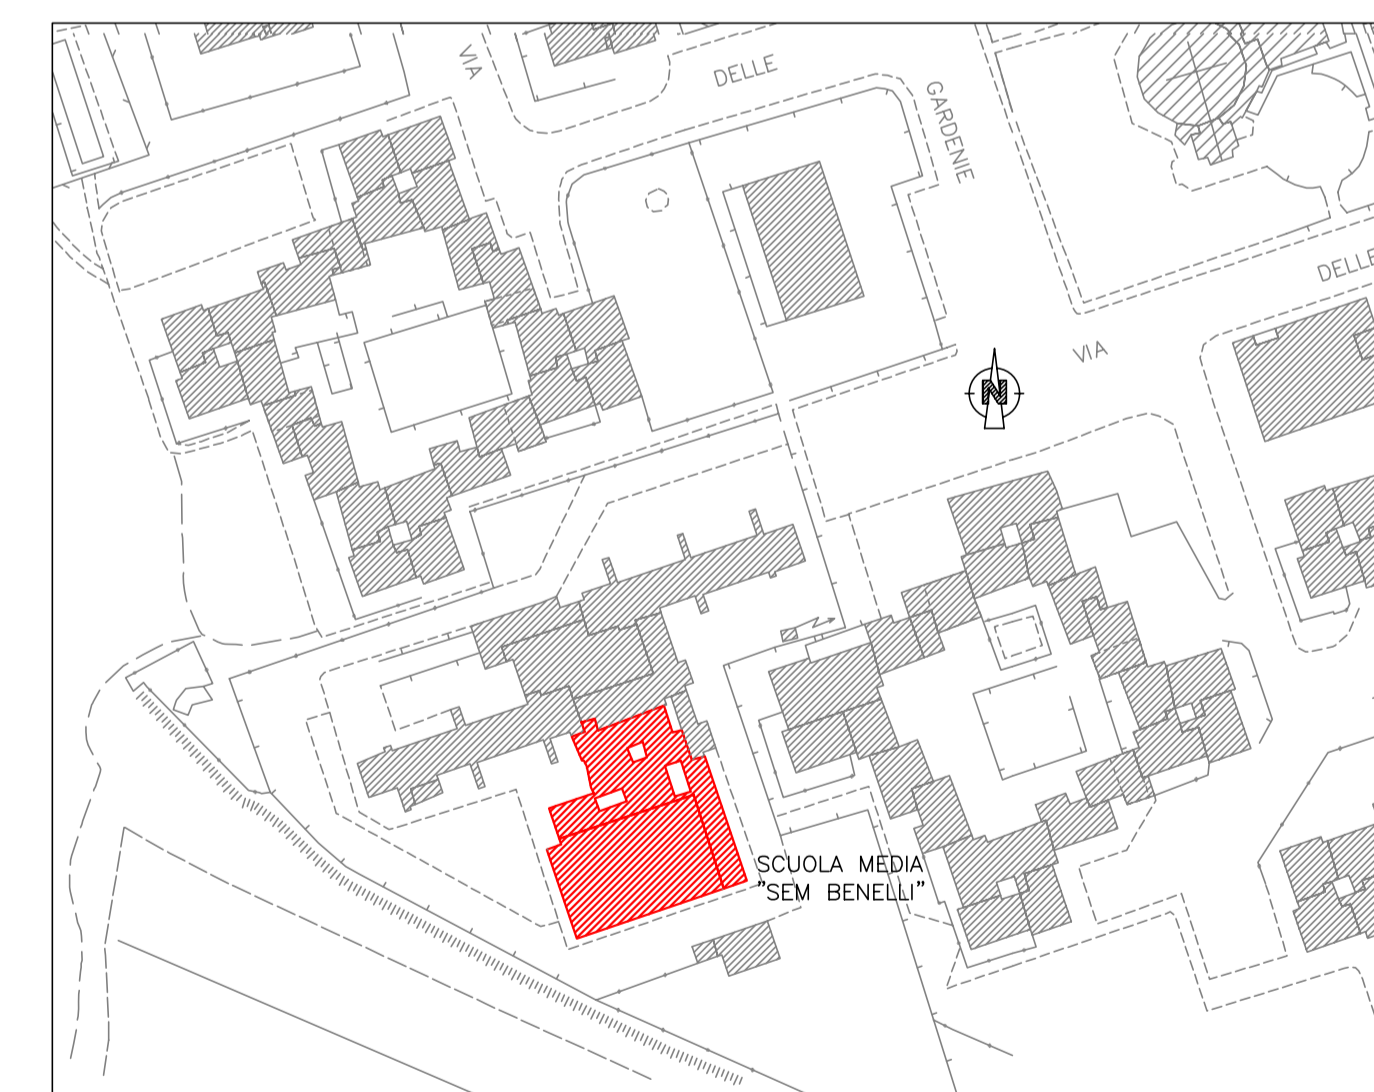 VIA
DELLE
GARDENIE
DELLE
VIA
N
SCUOLA MEDIA
"SEM BENELLI"